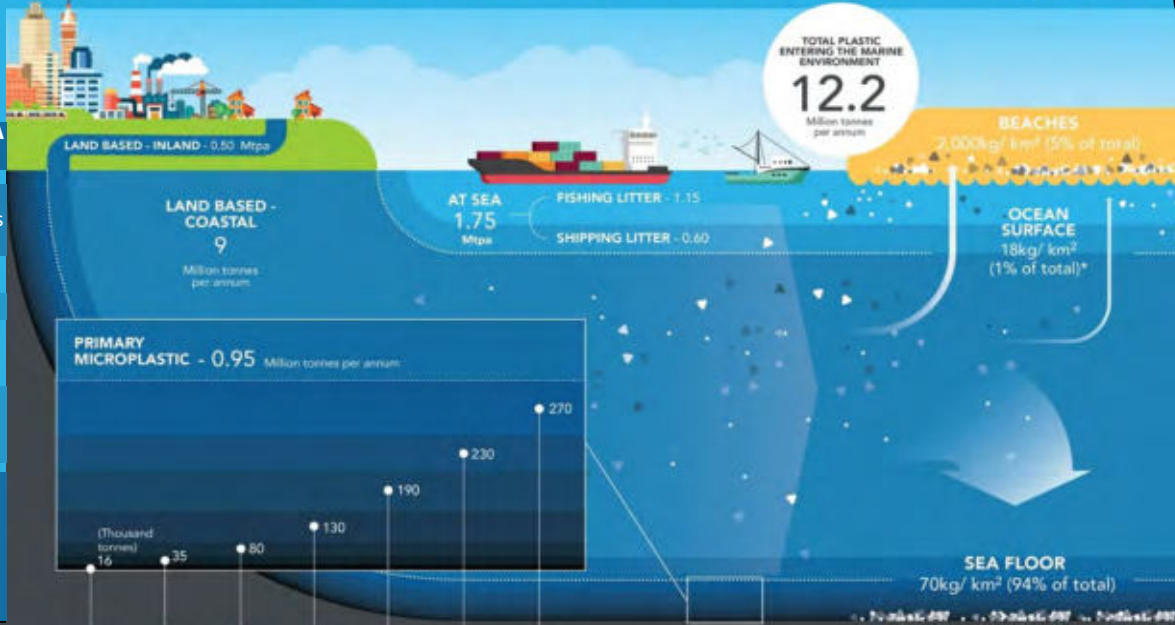 TOTAL PLASTIC
ENTERING THE MARINE
ENVIRONMENT
12.2
Million tonnes
per annum
A
LAND BASED - INLAND - 0.50 Mtpa
BEACHES
2,000kg/ km² (5% of total)
s
LAND BASED -
COASTAL
9
Million tonnes
per annum
AT SEA
1.75
Mtpa
FISHING LITTER - 1.15
SHIPPING LITTER - 0.60
OCEAN
SURFACE
18kg/ km²
(1% of total)*
PRIMARY
MICROPLASTIC - 0.95 Million tonnes per annum
270
230
190
130
80
35
(Thousand
tonnes)
16
SEA FLOOR
70kg/ km² (94% of total)